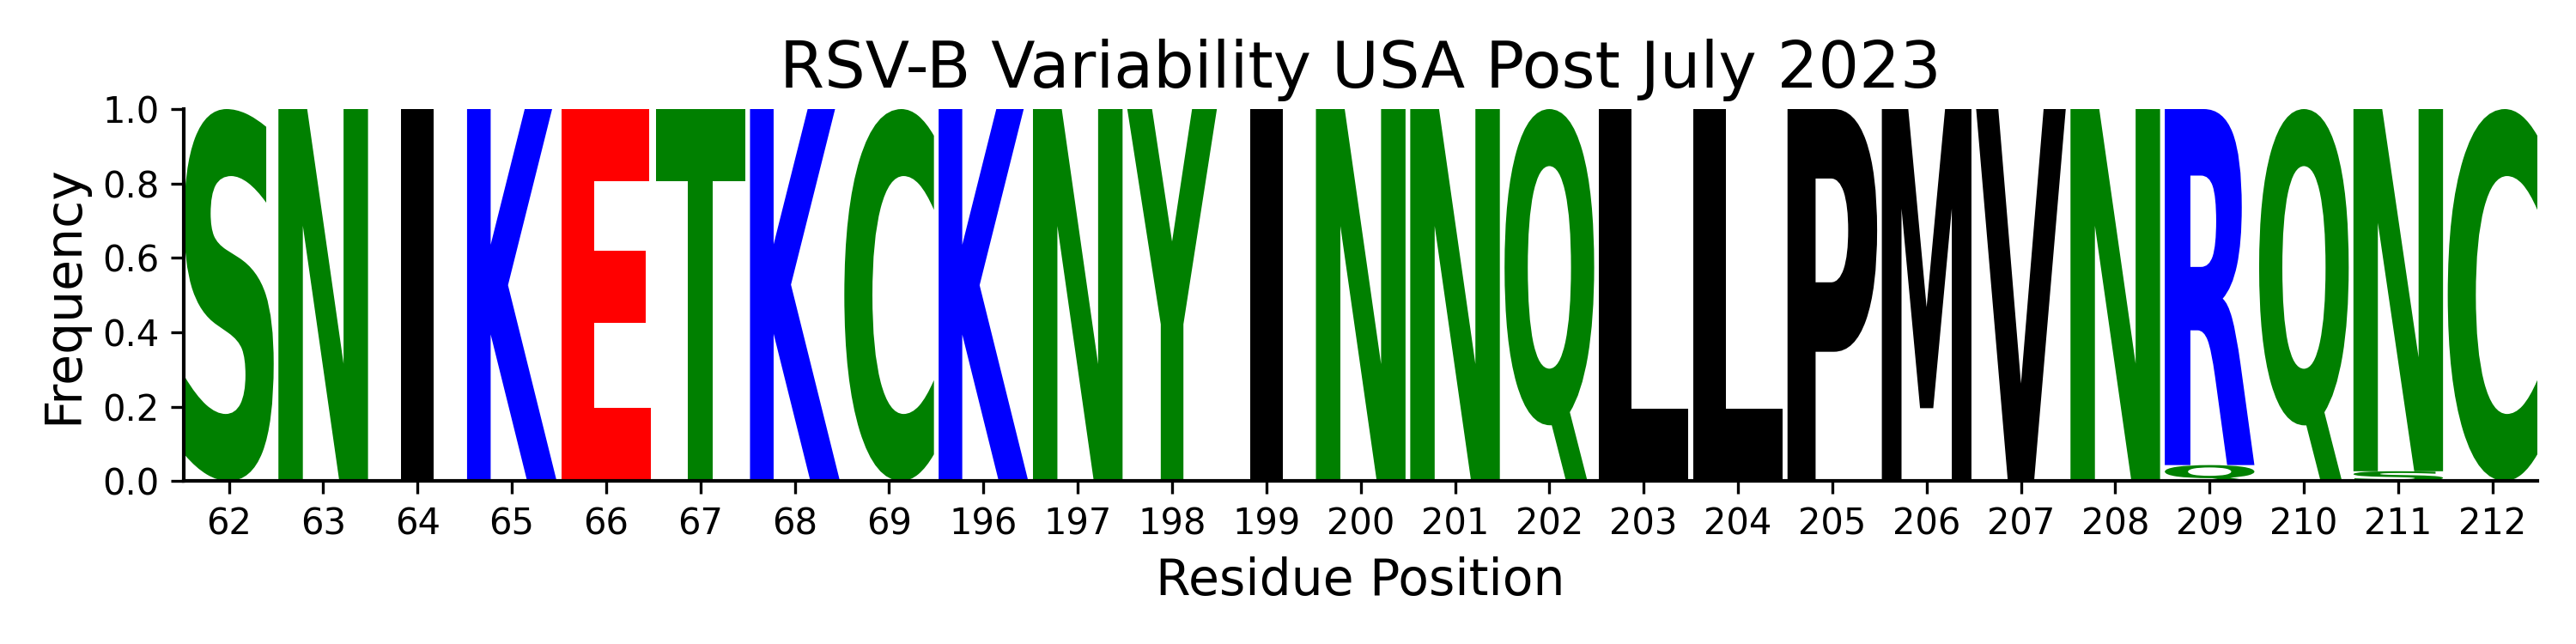 RSV-B Variability USA Post July 2023
1.0
0.8
0.6
0.4
0.2
0.0
Frequency
S N I K E T K C K N Y I N N Q L L P M V N R Q N C
Q S
62 63 64 65 66 67 68 69 196 197 198 199 200 201 202 203 204 205 206 207 208 209 210 211 212
Residue Position